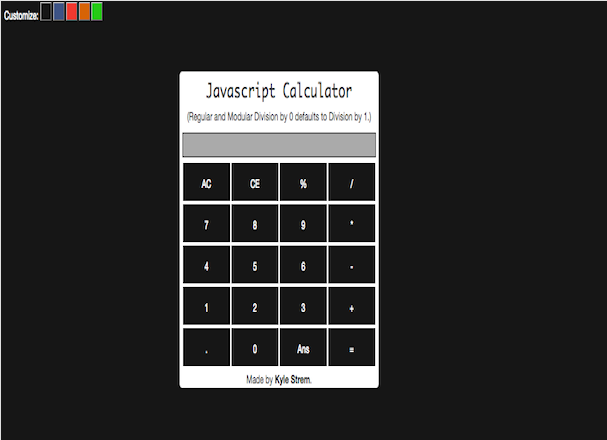 Customize:
Javascript Calculator
(Regular and Modular Division by 0 defaults to Division by 1.)
AC CE % /
7 8 9 *
4 5 6 -
1 2 3 +
. 0 Ans =
Made by Kyle Strem.